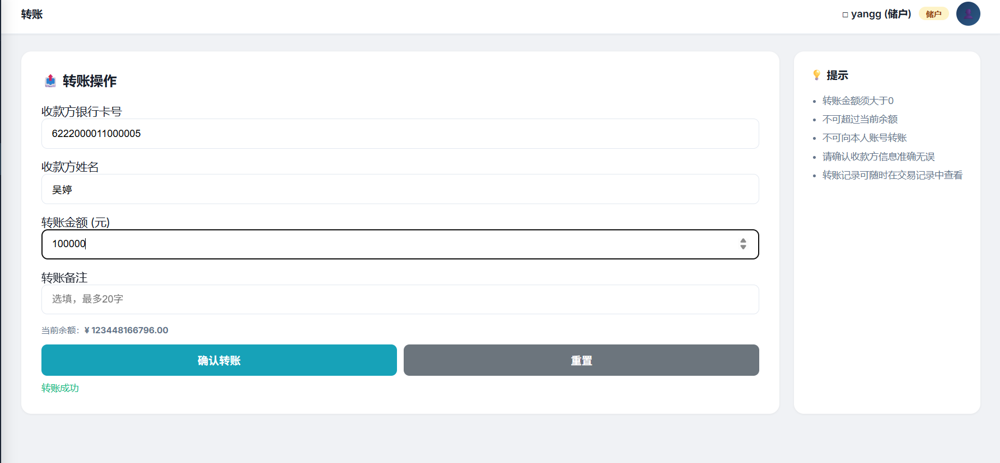 转账
yangg (储户)
储户
转账操作
收款方银行卡号
6222000011000005
收款方姓名
吴婷
转账金额 (元)
100000
转账备注
选填，最多20字
当前余额：¥ 123448166796.00
确认转账
重置
转账成功
提示
转账金额须大于0
不可超过当前余额
不可向本人账号转账
请确认收款方信息准确无误
转账记录可随时在交易记录中查看